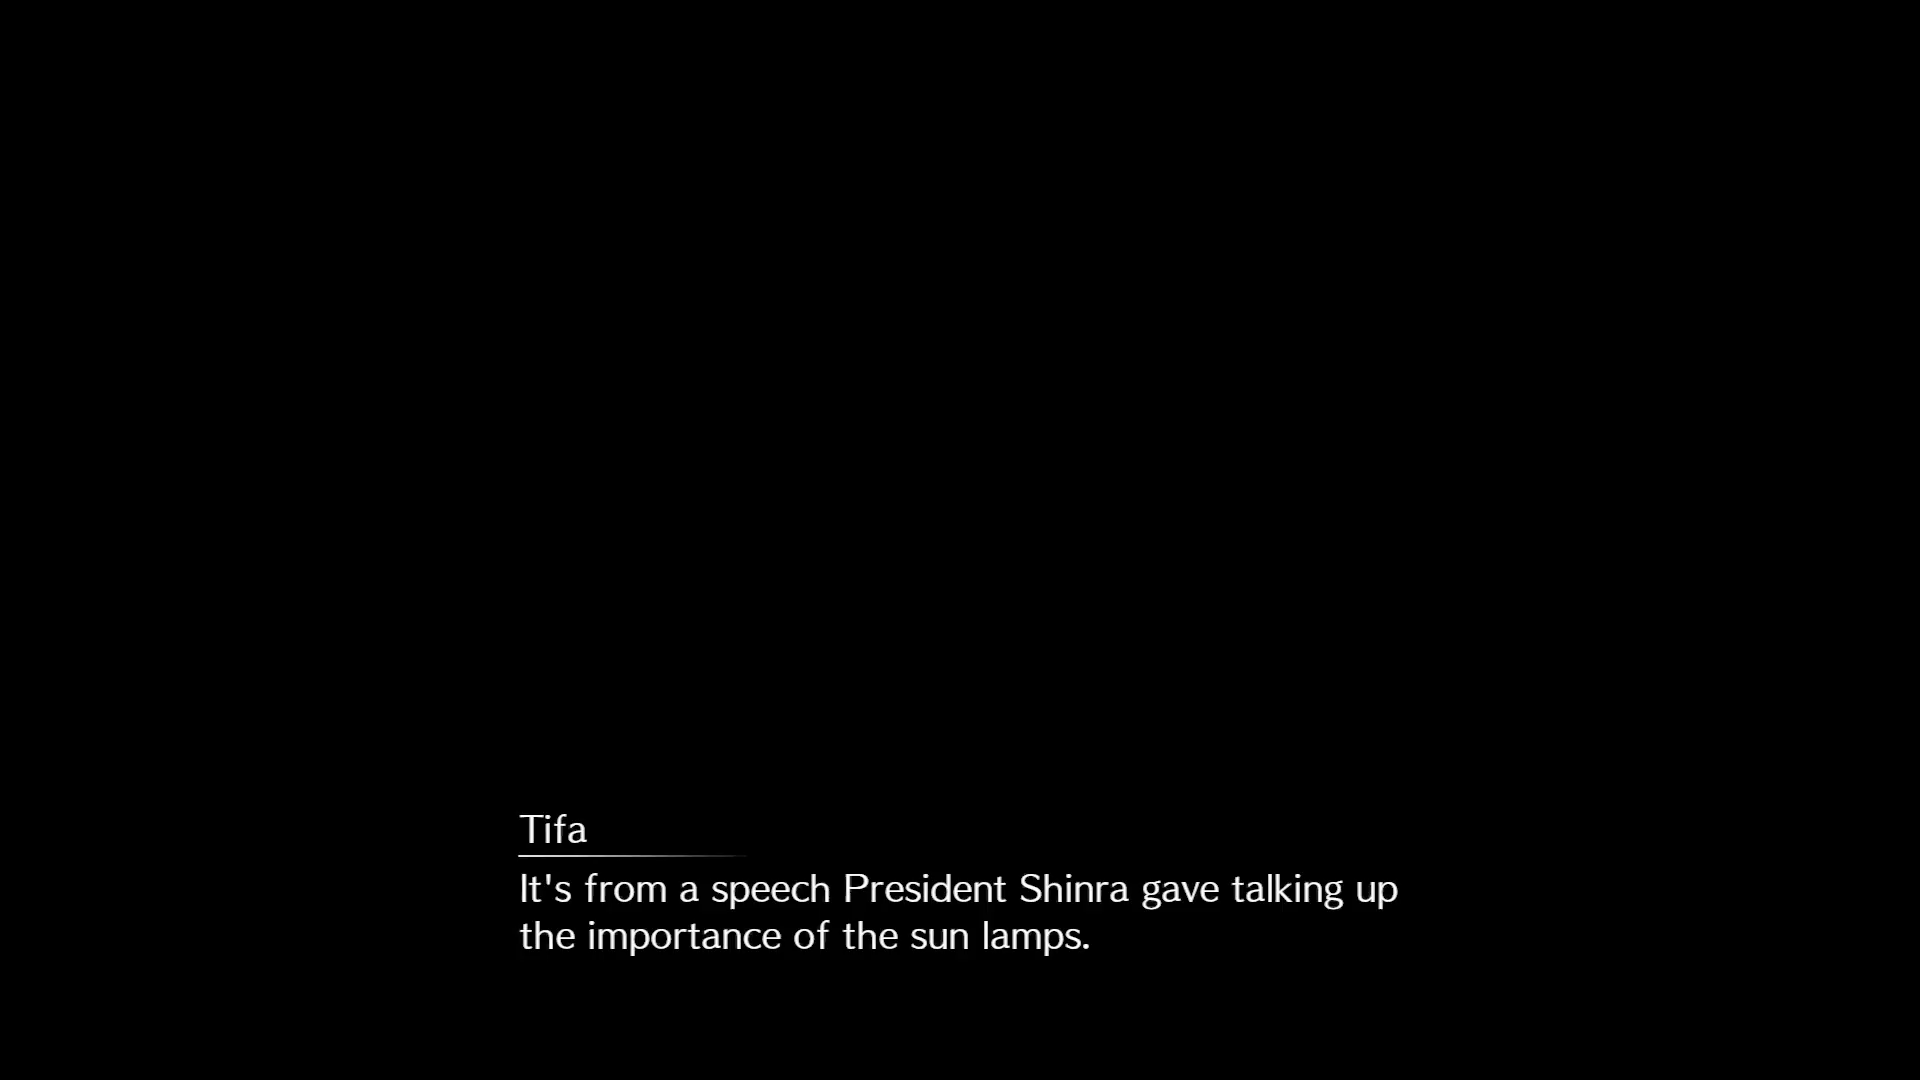 Tifa
It's from a speech President Shinra gave talking up
the importance of the sun lamps.